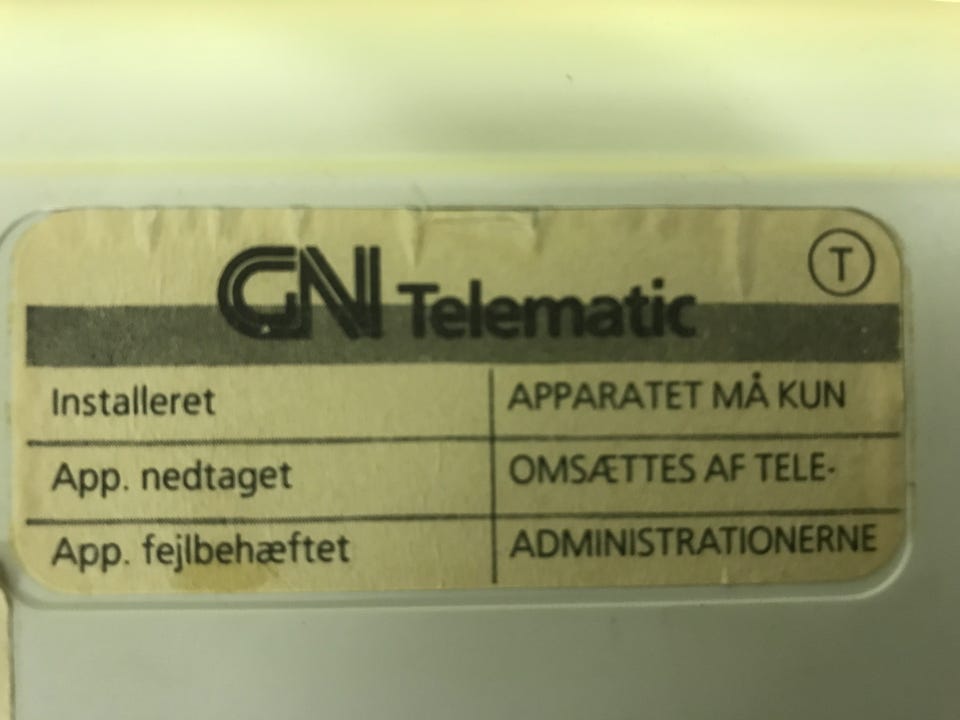 GN Telematic
T
Installeret
APPARATET MÅ KUN
App. nedtaget
OMSÆTTES AF TELE-
App. fejlbehæftet
ADMINISTRATIONERNE